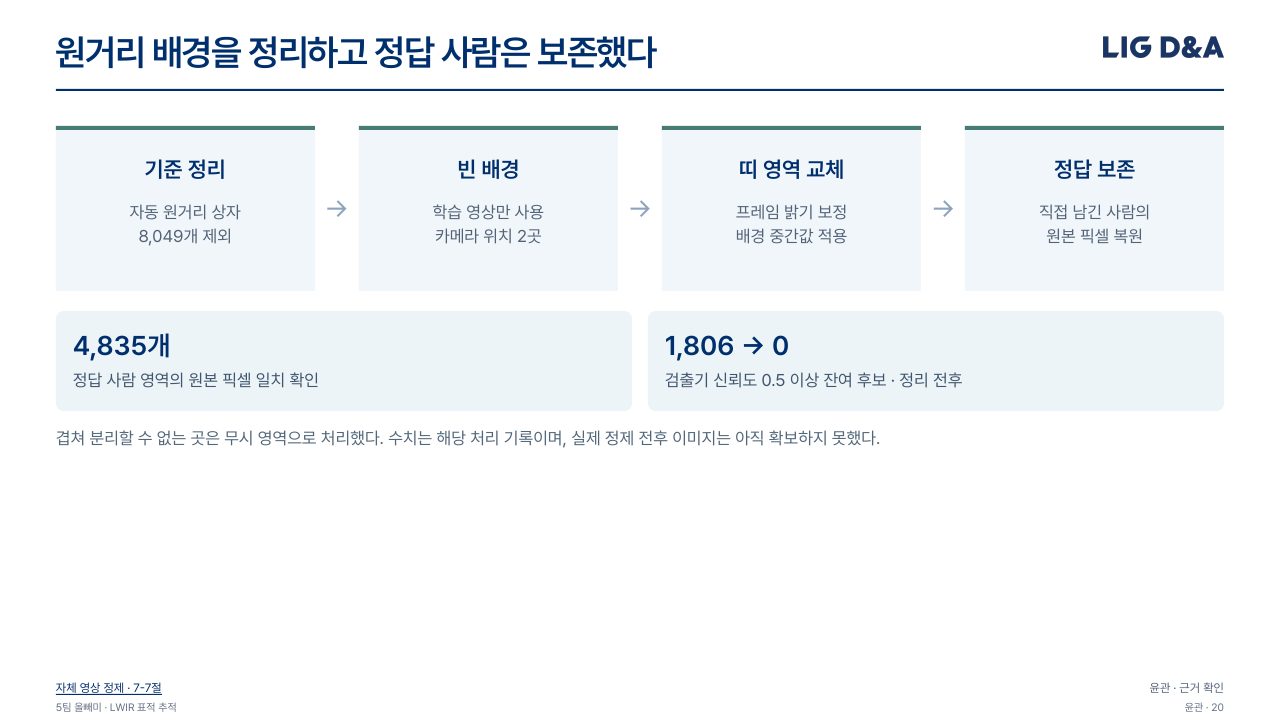 원거리 배경을 정리하고 정답 사람은 보존했다
LIG D&A
기준 정리
자동 원거리 상자
8,049개 제외
→
빈 배경
학습 영상만 사용
카메라 위치 2곳
→
띠 영역 교체
프레임 밝기 보정
배경 중간값 적용
→
정답 보존
직접 남긴 사람의
원본 픽셀 복원
4,835개
정답 사람 영역의 원본 픽셀 일치 확인
1,806 → 0
검출기 신뢰도 0.5 이상 잔여 후보 · 정리 전후
겹쳐 분리할 수 없는 곳은 무시 영역으로 처리했다. 수치는 해당 처리 기록이며, 실제 정제 전후 이미지는 아직 확보하지 못했다.
자체 영상 정제 · 7-7절
5팀 올빼미 · LWIR 표적 추적
윤관 · 근거 확인
윤관 · 20